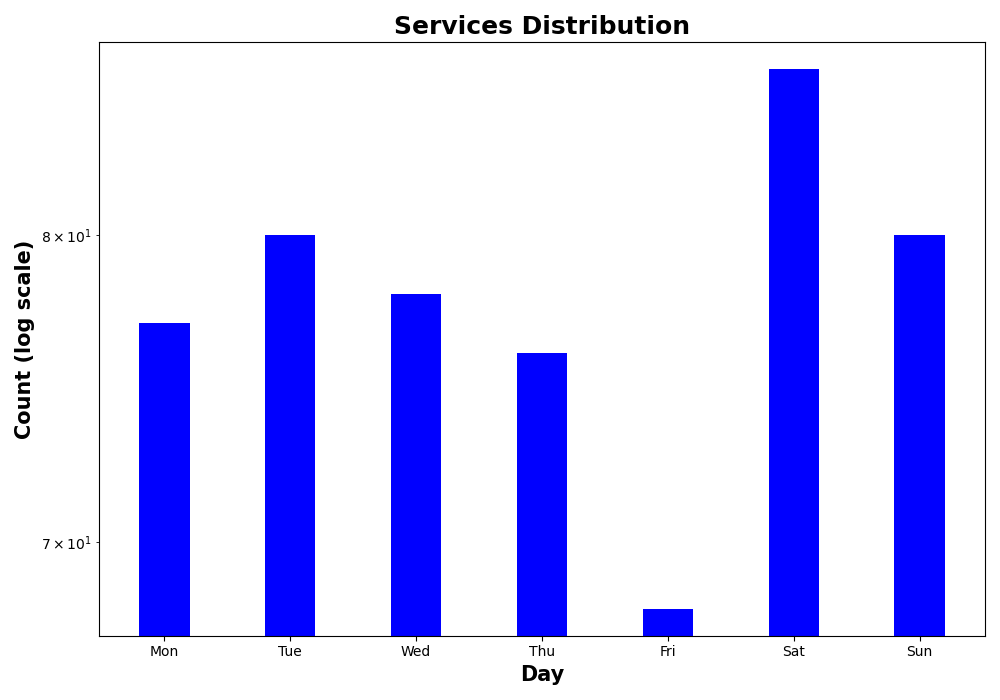 Services Distribution
Count (log scale)
8 × 10¹
7 × 10¹
Mon Tue Wed Thu Fri Sat Sun
Day